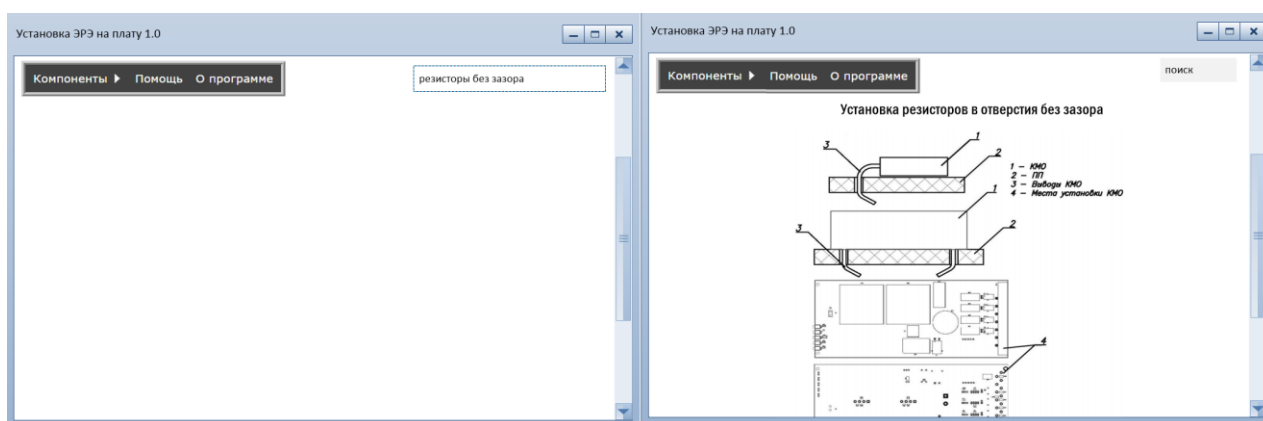 Установка ЭРЭ на плату 1.0
Компоненты Помощь О программе
резисторы без зазора
Установка ЭРЭ на плату 1.0
Компоненты Помощь О программе
поиск
Установка резисторов в отверстия без зазора
3
1
2
1 – КМО
2 – ПП
3 – Выводы КМО
4 – Места установки КМО
1
3
2
4